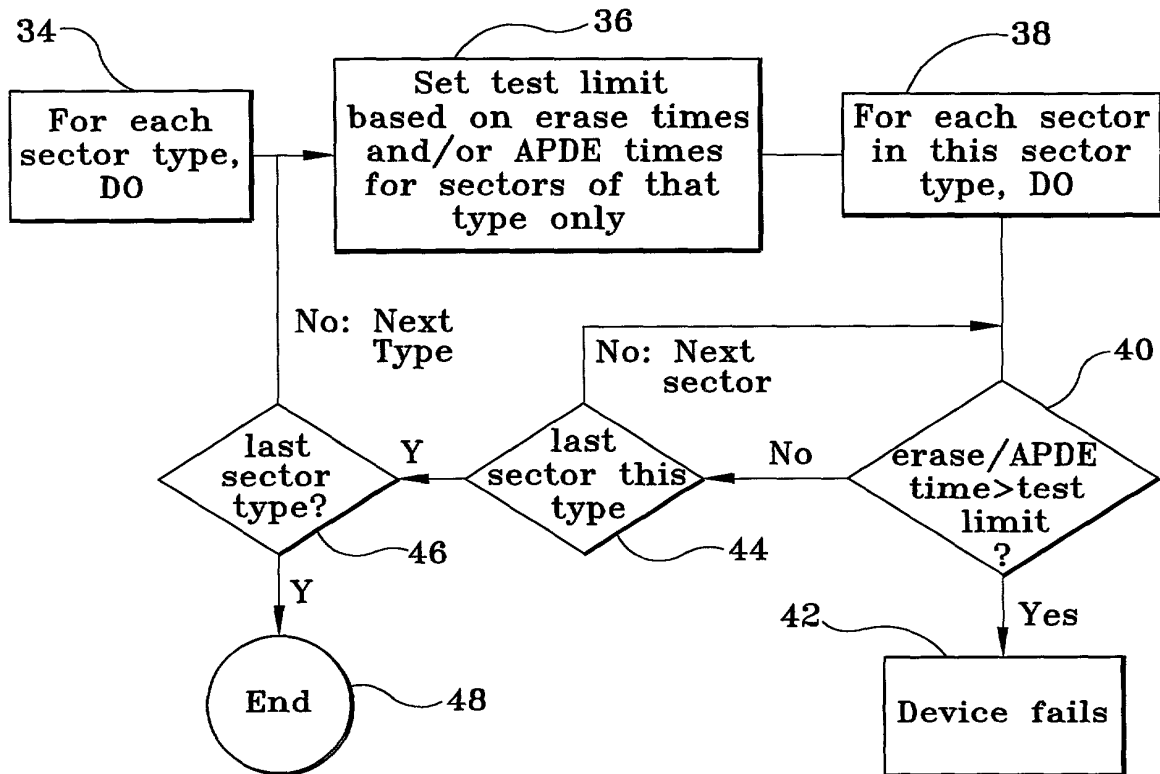 34
For each
sector type,
DO
36
Set test limit
based on erase times
and/or APDE times
for sectors of that
type only
38
For each sector
in this sector
type, DO
No: Next
Type
No: Next
sector
40
erase/APDE
time>test
limit
?
No
last
sector this
type
44
Y
last
sector
type?
46
Y
End
48
Yes
42
Device fails